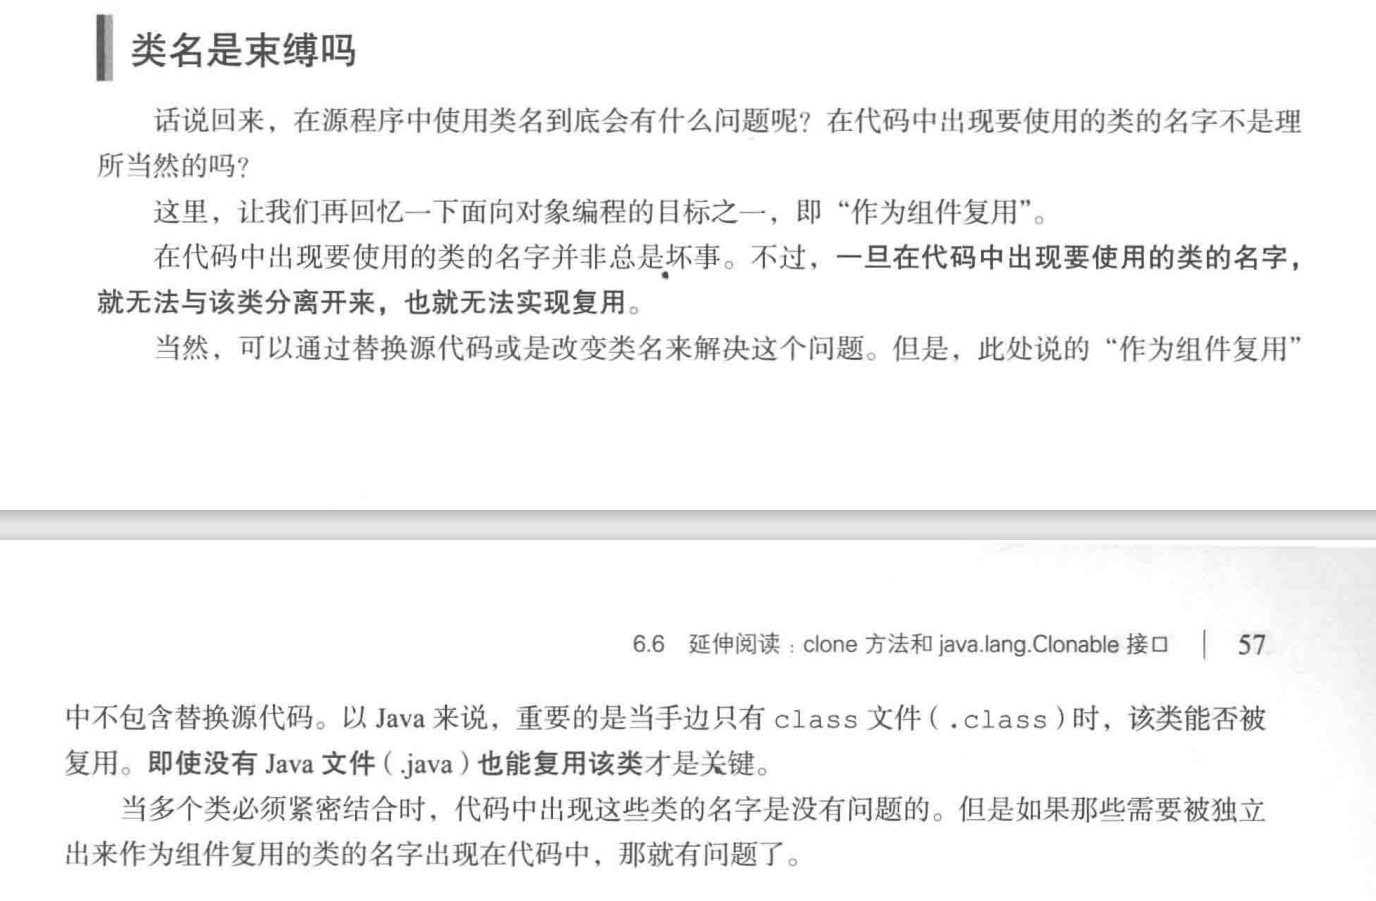 类名是束缚吗
话说回来，在源程序中使用类名到底会有什么问题呢？在代码中出现要使用的类的名字不是理
所当然的吗？
这里，让我们再回忆一下面向对象编程的目标之一，即“作为组件复用”。
在代码中出现要使用的类的名字并非总是坏事。不过，一旦在代码中出现要使用的类的名字，
就无法与该类分离开来，也就无法实现复用。
当然，可以通过替换源代码或是改变类名来解决这个问题。但是，此处说的“作为组件复用”
6.6 延伸阅读：clone 方法和 java.lang.Clonable 接口 | 57
中不包含替换源代码。以 Java 来说，重要的是当手边只有 class 文件（.class）时，该类能否被
复用。即使没有 Java 文件（.java）也能复用该类才是关键。
当多个类必须紧密结合时，代码中出现这些类的名字是没有问题的。但是如果那些需要被独立
出来作为组件复用的类的名字出现在代码中，那就有问题了。